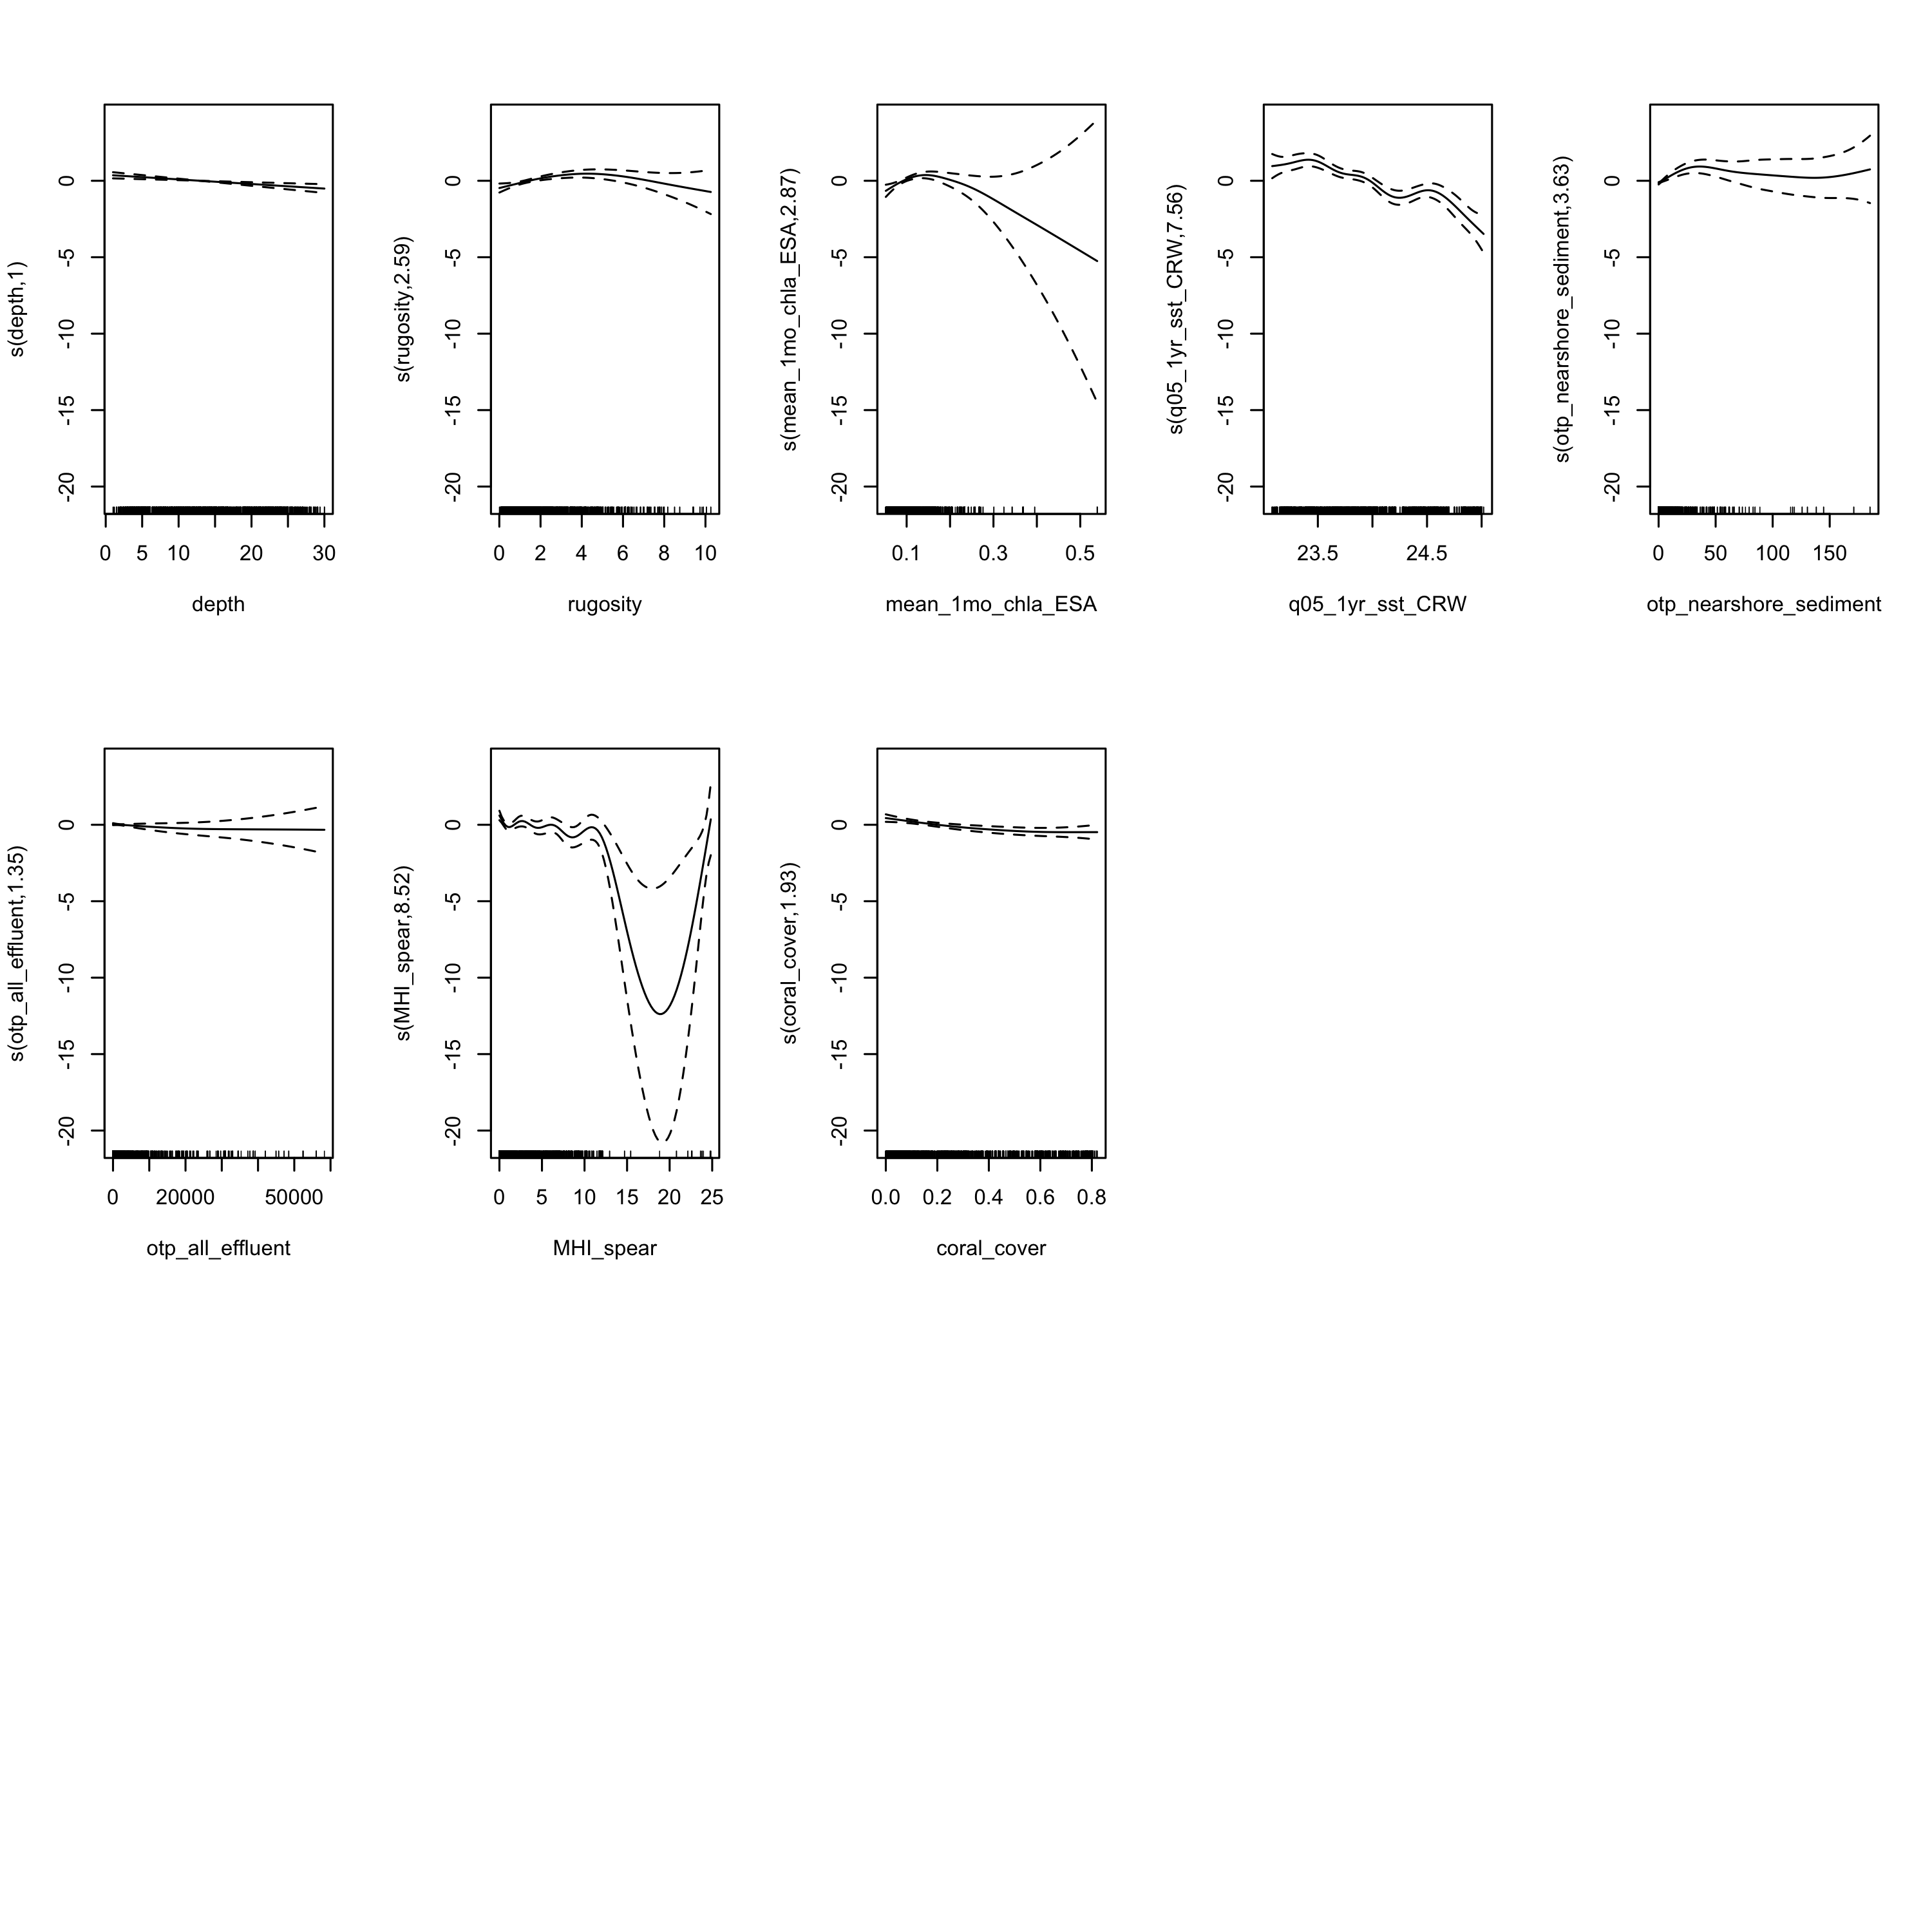 s(depth,1)
0
-5
-10
-15
-20
0 5 10 20 30
depth
s(rugosity,2.59)
0
-5
-10
-15
-20
0 2 4 6 8 10
rugosity
s(mean_1mo_chla_ESA,2.87)
0
-5
-10
-15
-20
0.1 0.3 0.5
mean_1mo_chla_ESA
s(q05_1yr_sst_CRW,7.56)
0
-5
-10
-15
-20
23.5 24.5
q05_1yr_sst_CRW
s(otp_nearshore_sediment,3.63)
0
-5
-10
-15
-20
0 50 100 150
otp_nearshore_sediment
s(otp_all_effluent,1.35)
0
-5
-10
-15
-20
0 20000 50000
otp_all_effluent
s(MHI_spear,8.52)
0
-5
-10
-15
-20
0 5 10 15 20 25
MHI_spear
s(coral_cover,1.93)
0
-5
-10
-15
-20
0.0 0.2 0.4 0.6 0.8
coral_cover